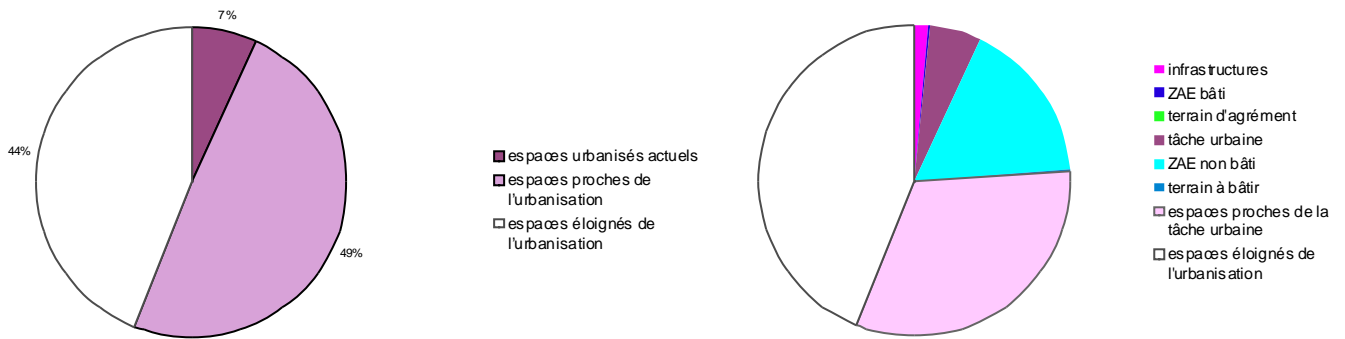 7%
44%
49%
espaces urbanisés actuels
espaces proches de
l'urbanisation
espaces éloignés de
l'urbanisation
infrastructures
ZAE bâti
terrain d'agrément
tâche urbaine
ZAE non bâti
terrain à bâtir
espaces proches de la
tâche urbaine
espaces éloignés de
l'urbanisation